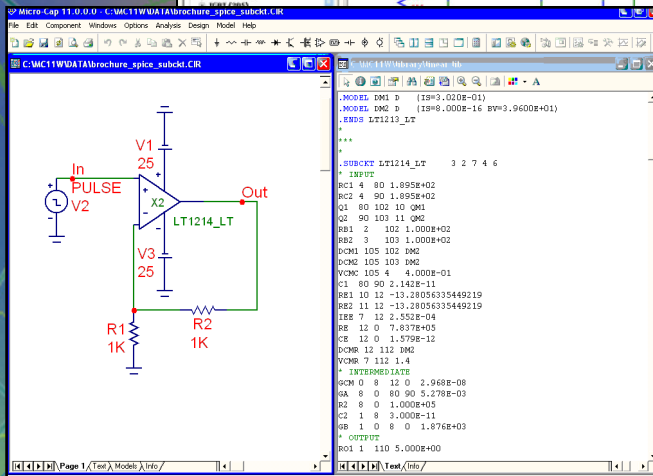 Micro-Cap 11.0.0.0 - C:\MC11W\DATA\brochure_spice_subckt.CIR
File Edit Component Windows Options Analysis Design Model Help
C:\MC11W\DATA\brochure_spice_subckt.CIR
V1
25
In
PULSE
V2
X2
Out
LT1214_LT
V3
25
R1
1K
R2
1K
Page 1 Text Models Info
C:\MC11W\library\linear.lib
.MODEL DM1 D (IS=3.020E-01)
.MODEL DM2 D (IS=8.000E-16 BV=3.9600E+01)
.ENDS LT1213_LT
*
***
*
.SUBCKT LT1214_LT 3 2 7 4 6
* INPUT
RC1 4 80 1.895E+02
RC2 4 90 1.895E+02
Q1 80 102 10 QM1
Q2 90 103 11 QM2
RB1 2 102 1.000E+02
RB2 3 103 1.000E+02
DCM1 105 102 DM2
DCM2 105 103 DM2
VCMC 105 4 4.000E-01
C1 80 90 2.142E-11
RE1 10 12 -13.28056335449219
RE2 11 12 -13.28056335449219
IEE 7 12 2.552E-04
RE 12 0 7.837E+05
CE 12 0 1.579E-12
DCMR 12 112 DM2
VCMR 7 112 1.4
* INTERMEDIATE
GCM 0 8 12 0 2.968E-08
GA 8 0 80 90 5.278E-03
R2 8 0 1.000E+05
C2 1 8 3.000E-11
GB 1 0 8 0 1.876E+03
* OUTPUT
RO1 1 110 5.000E+00
Text Info